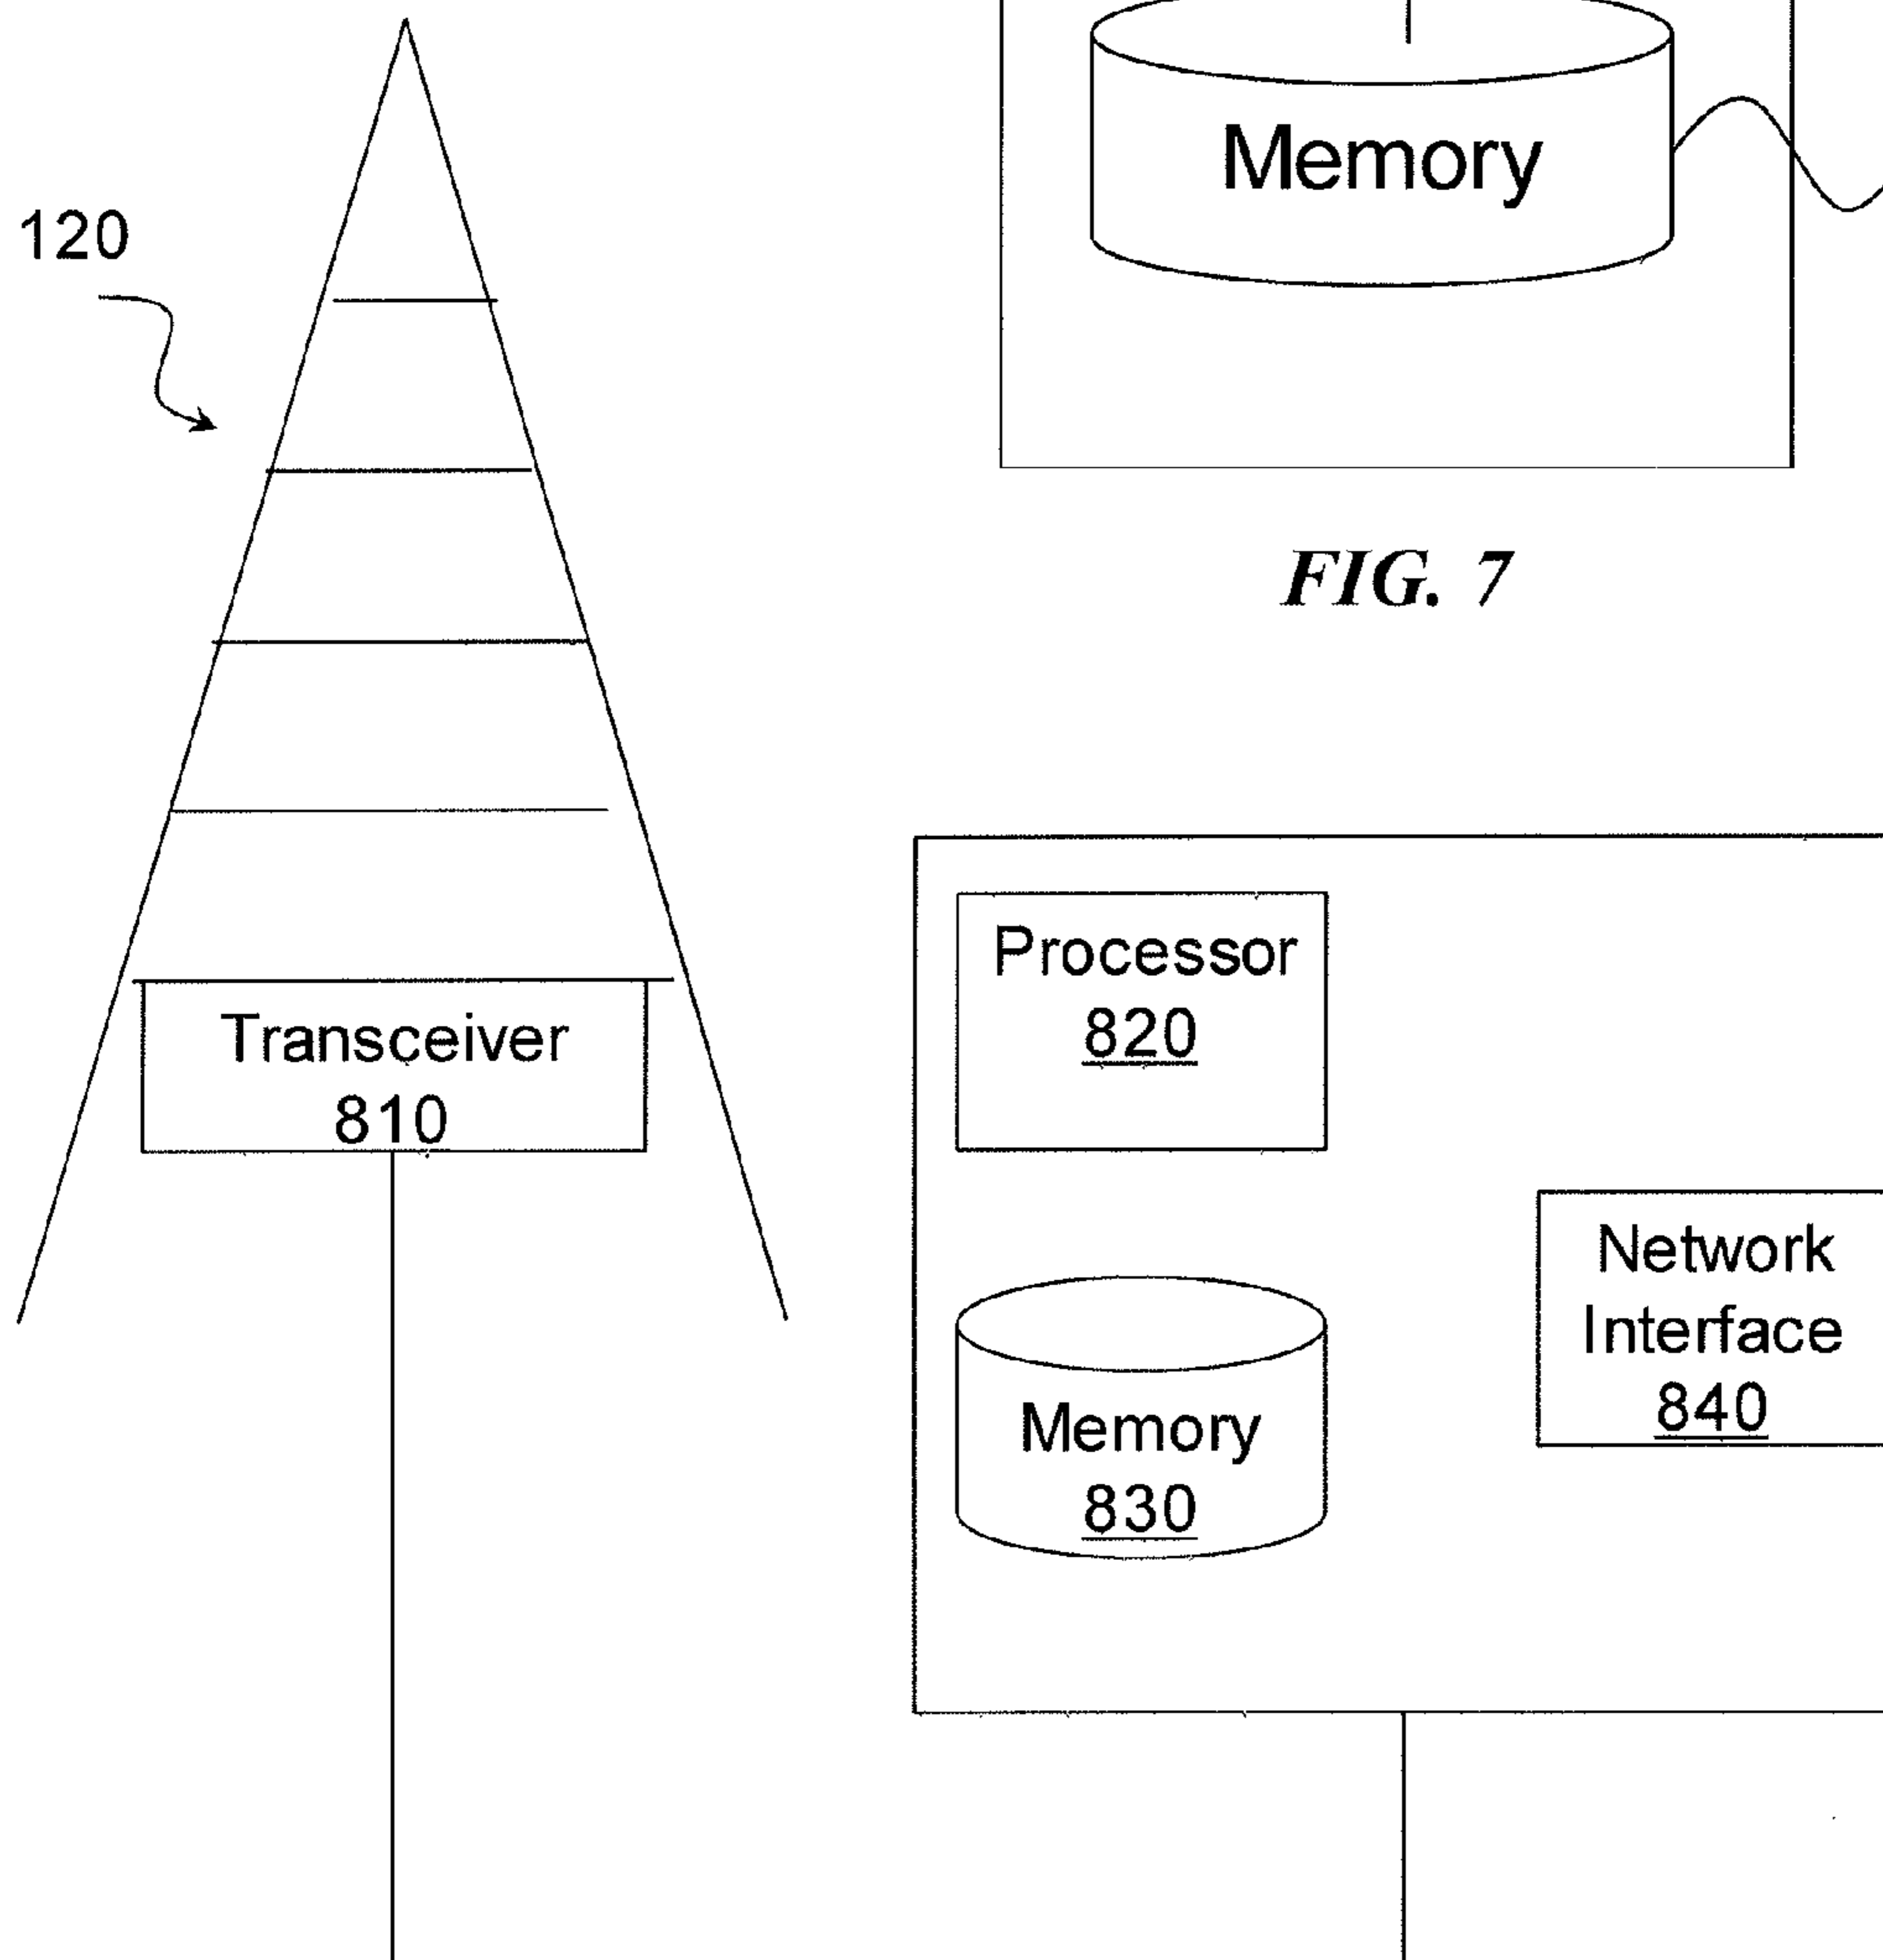 Memory
120
FIG. 7
Processor
820
Transceiver
810
Network
Interface
840
Memory
830